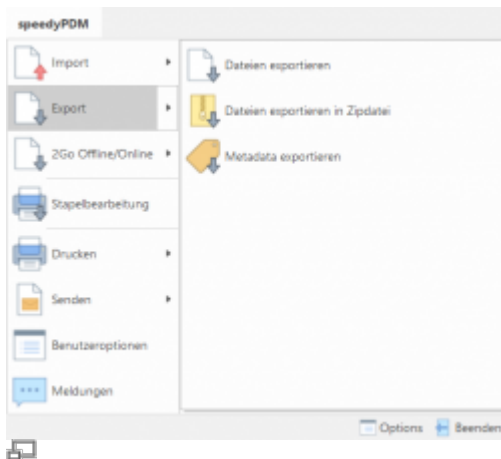 speedyPDM
Import
Export
2Go Offline/Online
Stapelbearbeitung
Drucken
Senden
Benutzeroptionen
Meldungen
Dateien exportieren
Dateien exportieren in Zipdatei
Metadata exportieren
Options
Beenden